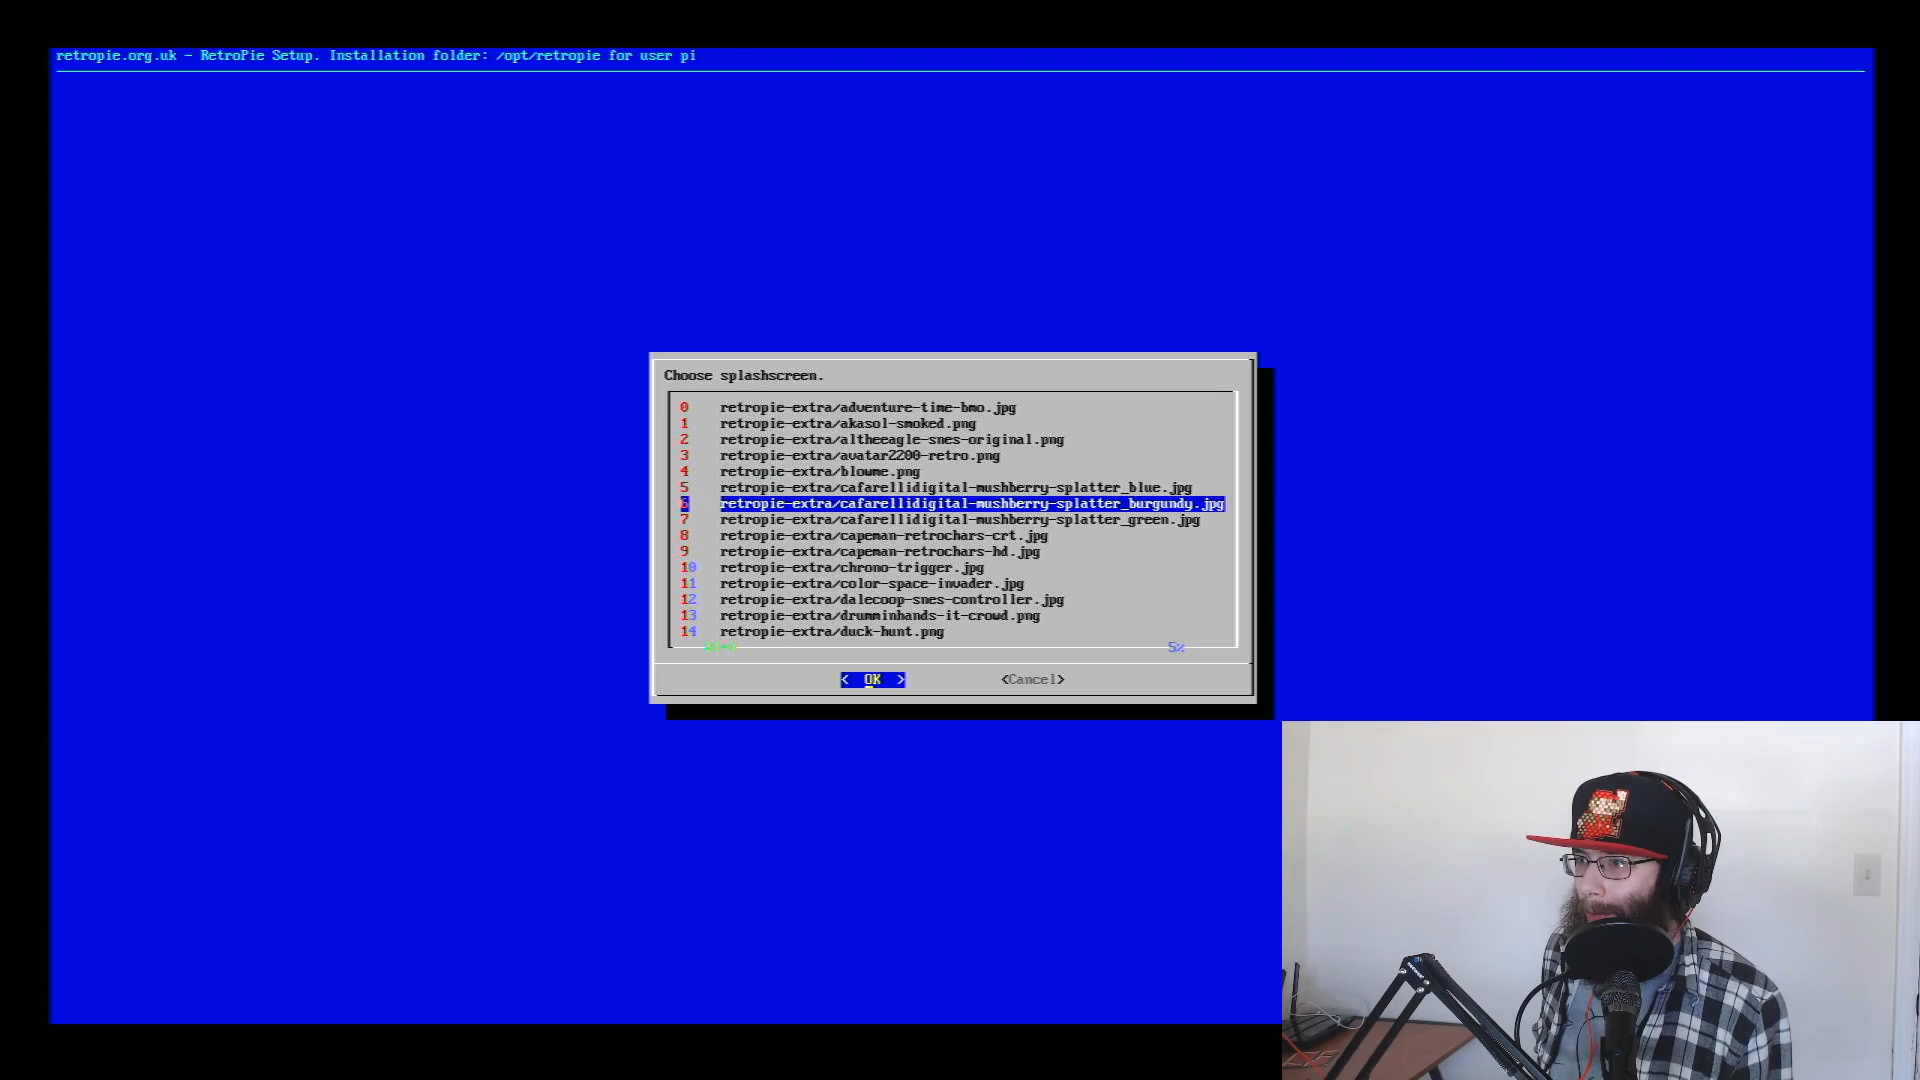 retropie.org.uk - RetroPie Setup. Installation folder: /opt/retropie for user pi
Choose splashscreen.
0 retropie-extra/adventure-time-bmo.jpg
1 retropie-extra/akasol-smoked.png
2 retropie-extra/altheeagle-snes-original.png
3 retropie-extra/avatar2200-retro.png
4 retropie-extra/blowme.png
5 retropie-extra/cafarellidigital-mushberry-splatter_blue.jpg
6 retropie-extra/cafarellidigital-mushberry-splatter_burgundy.jpg
7 retropie-extra/cafarellidigital-mushberry-splatter_green.jpg
8 retropie-extra/capeman-retrochars-crt.jpg
9 retropie-extra/capeman-retrochars-hd.jpg
10 retropie-extra/chrono-trigger.jpg
11 retropie-extra/color-space-invader.jpg
12 retropie-extra/dalecoop-snes-controller.jpg
13 retropie-extra/drumminhands-it-crowd.png
14 retropie-extra/duck-hunt.png
5%
< OK > <Cancel>